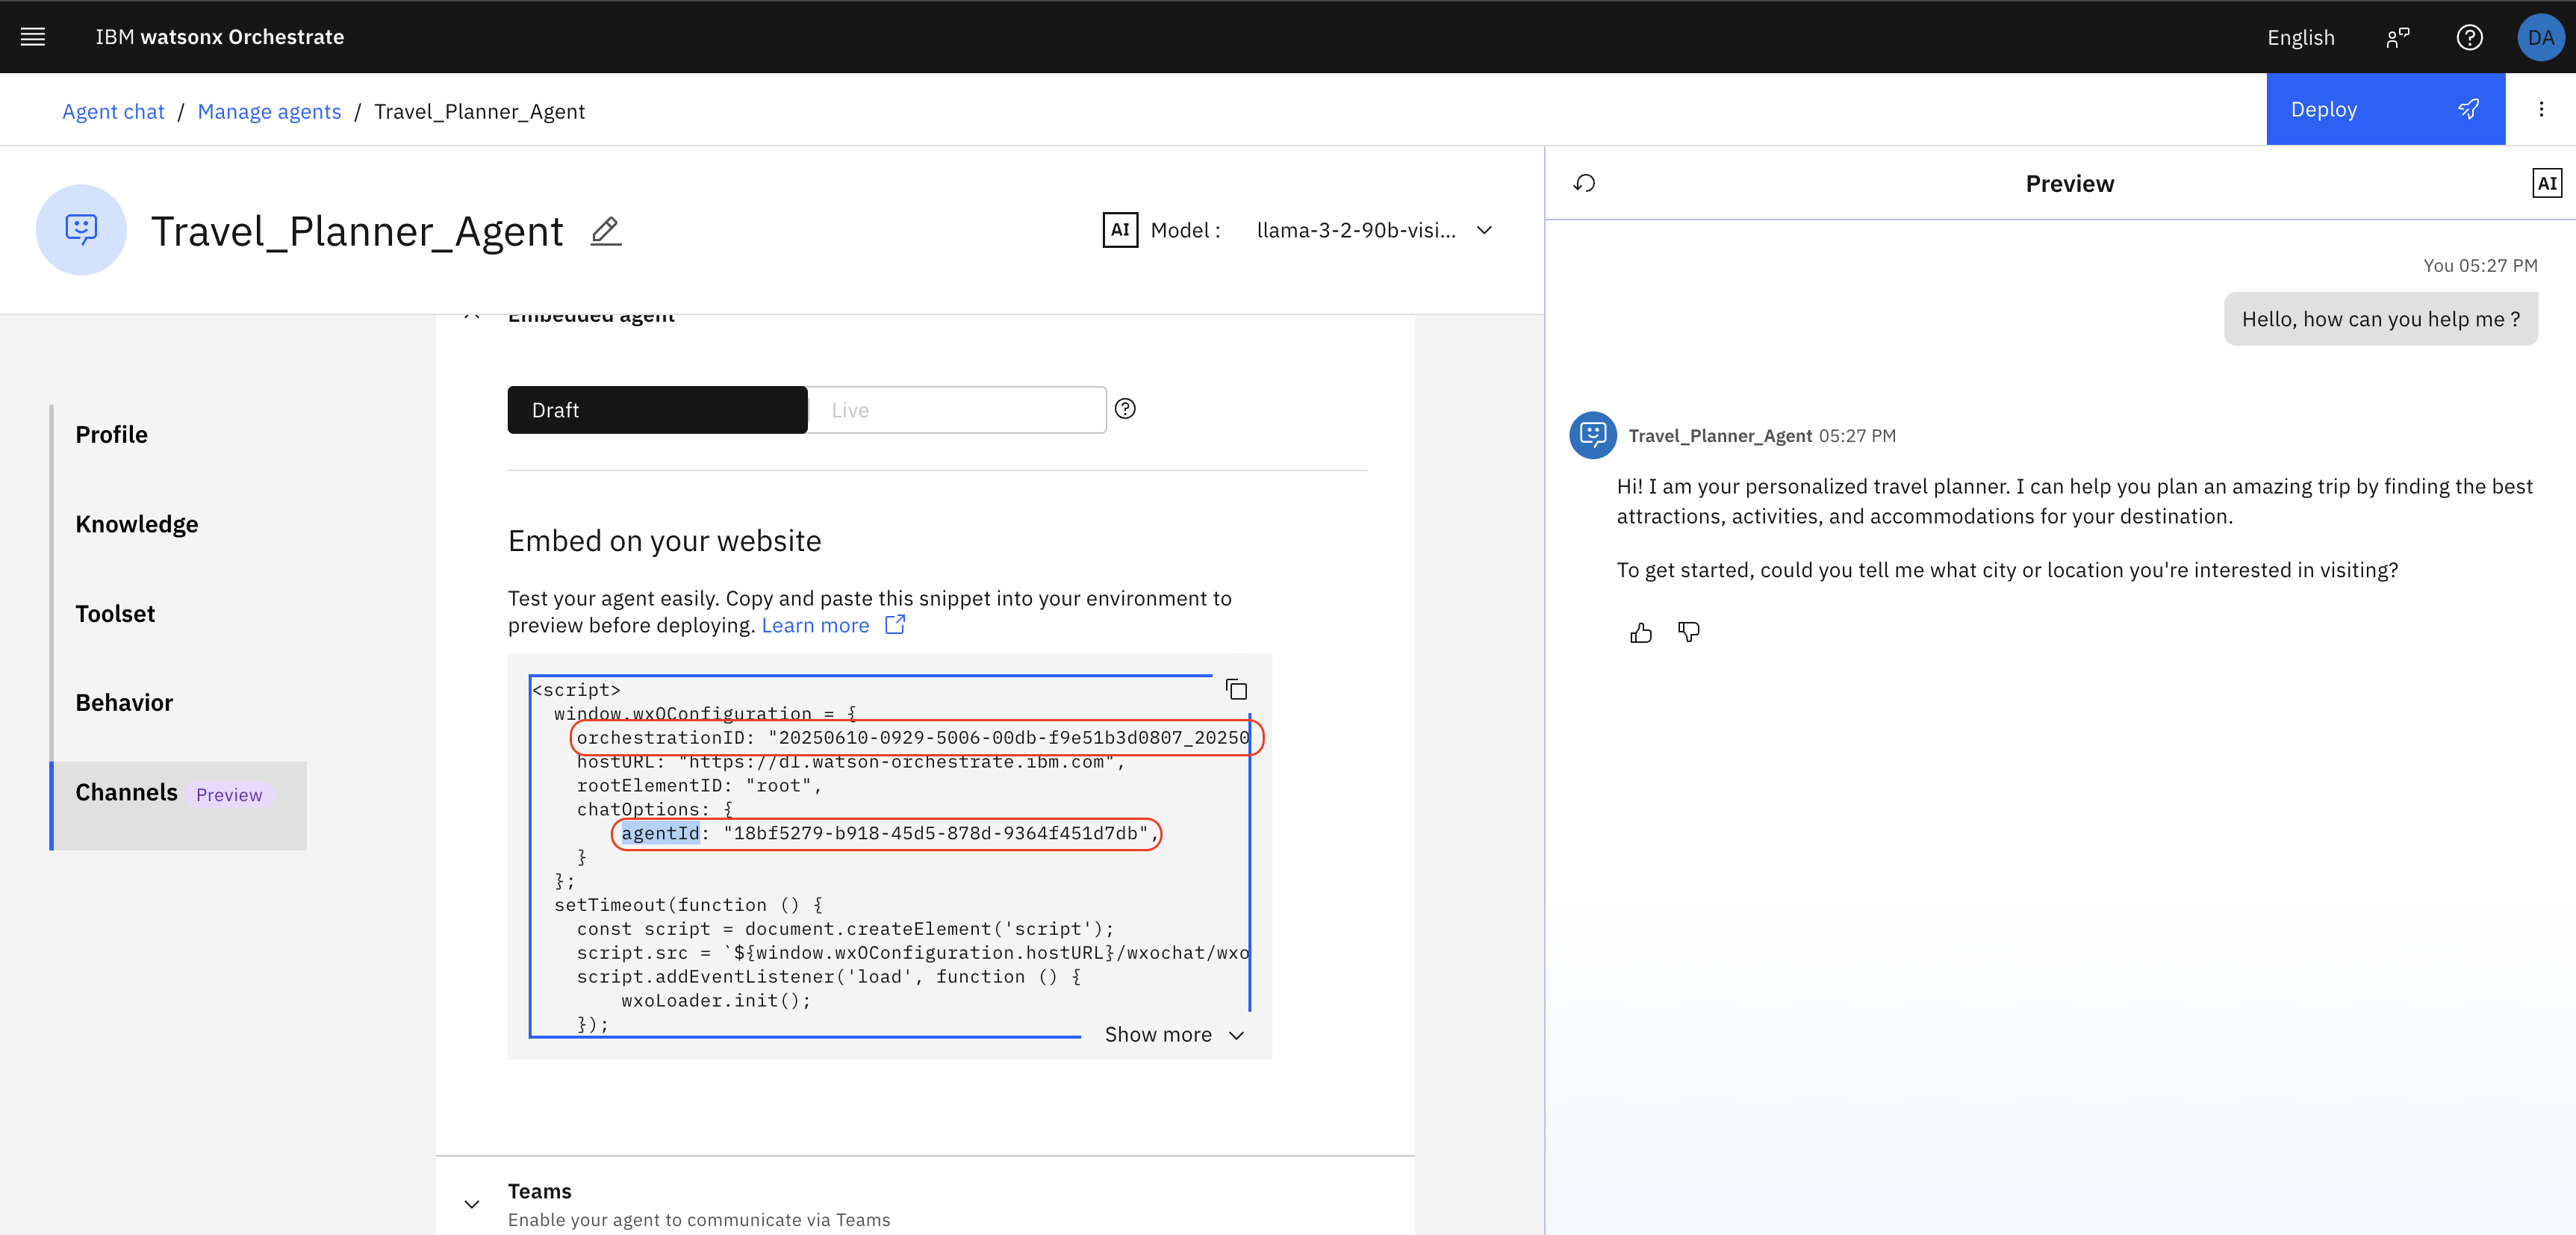 IBM watsonx Orchestrate
English
DA
Agent chat / Manage agents / Travel_Planner_Agent
Deploy
Travel_Planner_Agent
AI Model : llama-3-2-90b-visi...
Embedded agent
Draft
Live
Profile
Knowledge
Toolset
Behavior
Channels Preview
Embed on your website
Test your agent easily. Copy and paste this snippet into your environment to
preview before deploying. Learn more
<script>
window.wxOConfiguration = {
orchestrationID: "20250610-0929-5006-00db-f9e51b3d0807_20250
hostURL: "https://dl.watson-orchestrate.ibm.com",
rootElementID: "root",
chatOptions: {
agentId: "18bf5279-b918-45d5-878d-9364f451d7db",
}
};
setTimeout(function () {
const script = document.createElement('script');
script.src = `${window.wxOConfiguration.hostURL}/wxochat/wxo
script.addEventListener('load', function () {
wxoLoader.init();
});
Show more
Teams
Enable your agent to communicate via Teams
Preview
AI
You 05:27 PM
Hello, how can you help me ?
Travel_Planner_Agent 05:27 PM
Hi! I am your personalized travel planner. I can help you plan an amazing trip by finding the best
attractions, activities, and accommodations for your destination.
To get started, could you tell me what city or location you're interested in visiting?